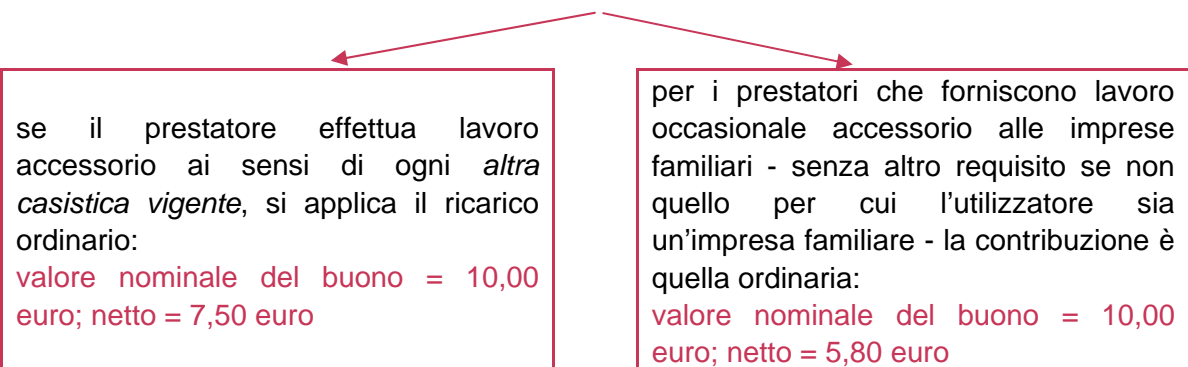 se il prestatore effettua lavoro
accessorio ai sensi di ogni altra
casistica vigente, si applica il ricarico
ordinario:
valore nominale del buono = 10,00
euro; netto = 7,50 euro
per i prestatori che forniscono lavoro
occasionale accessorio alle imprese
familiari - senza altro requisito se non
quello per cui l’utilizzatore sia
un’impresa familiare - la contribuzione è
quella ordinaria:
valore nominale del buono = 10,00
euro; netto = 5,80 euro